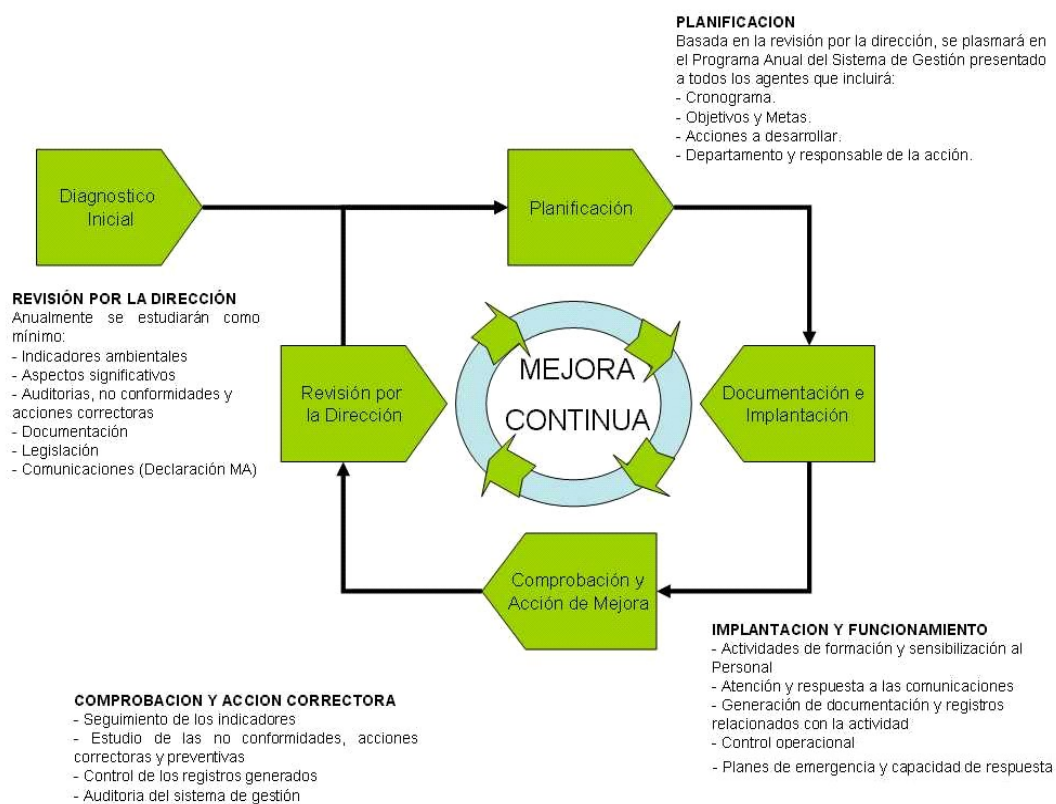 PLANIFICACION
Basada en la revisión por la dirección, se plasmará en
el Programa Anual del Sistema de Gestión presentado
a todos los agentes que incluirá:
- Cronograma.
- Objetivos y Metas.
- Acciones a desarrollar.
- Departamento y responsable de la acción.
Diagnostico
Inicial
Planificación
REVISIÓN POR LA DIRECCIÓN
Anualmente se estudiarán como
mínimo:
- Indicadores ambientales
- Aspectos significativos
- Auditorias, no conformidades y
acciones correctoras
- Documentación
- Legislación
- Comunicaciones (Declaración MA)
Revisión por
la Dirección
MEJORA
CONTINUA
Documentación e
Implantación
Comprobación y
Acción de Mejora
IMPLANTACION Y FUNCIONAMIENTO
- Actividades de formación y sensibilización al
Personal
- Atención y respuesta a las comunicaciones
- Generación de documentación y registros
relacionados con la actividad
- Control operacional
- Planes de emergencia y capacidad de respuesta
COMPROBACION Y ACCION CORRECTORA
- Seguimiento de los indicadores
- Estudio de las no conformidades, acciones
correctoras y preventivas
- Control de los registros generados
- Auditoria del sistema de gestión